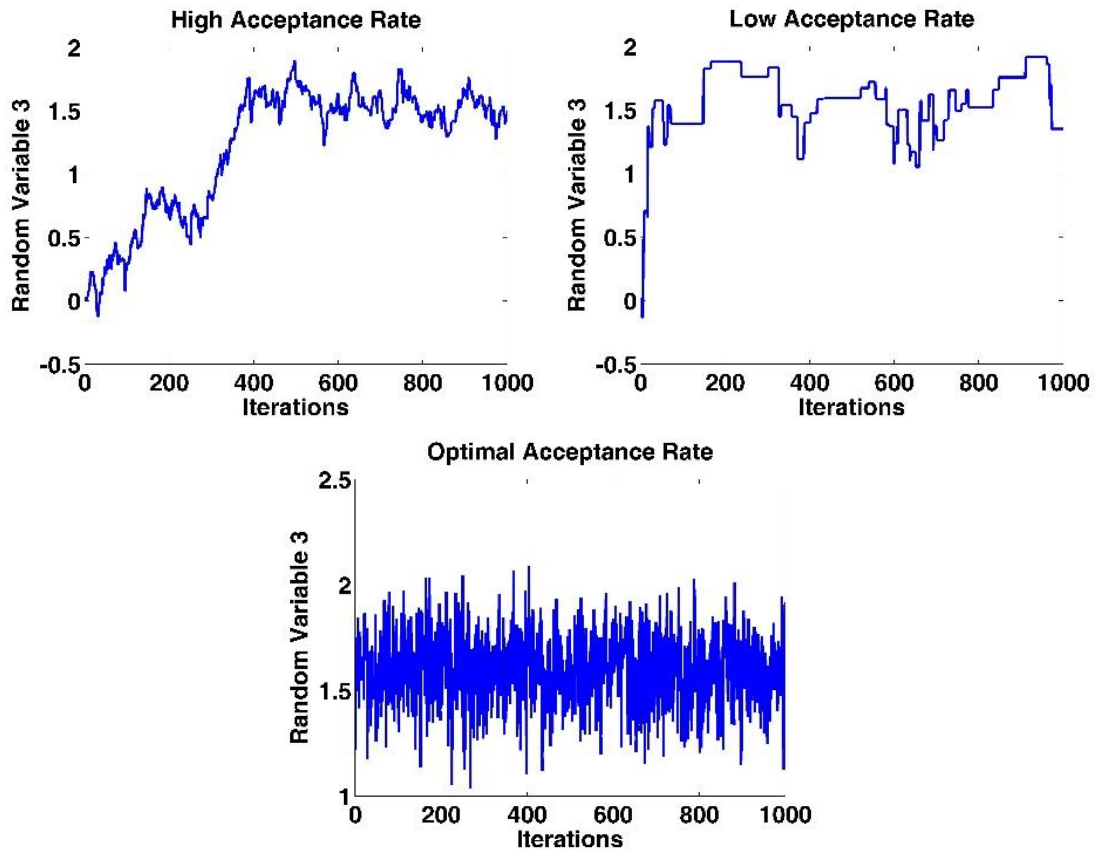 High Acceptance Rate
Low Acceptance Rate
2
1.5
1
0.5
0
-0.5
Random Variable 3
0 200 400 600 800 1000
Iterations
2
1.5
1
0.5
0
-0.5
Random Variable 3
0 200 400 600 800 1000
Iterations
Optimal Acceptance Rate
2.5
2
1.5
1
Random Variable 3
0 200 400 600 800 1000
Iterations